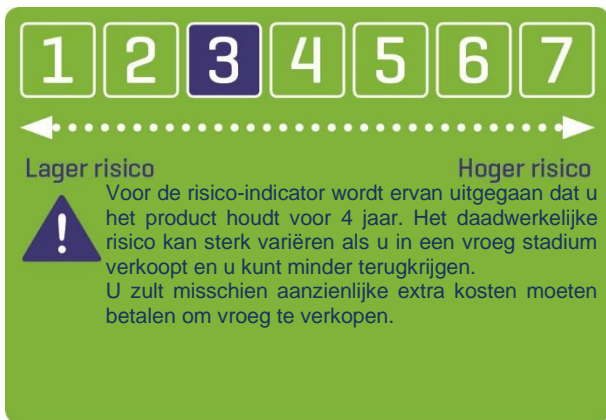 1 2 3 4 5 6 7
Lager risico Hoger risico
Voor de risico-indicator wordt ervan uitgegaan dat u
het product houdt voor 4 jaar. Het daadwerkelijke
risico kan sterk variëren als u in een vroeg stadium
verkoopt en u kunt minder terugkrijgen.
U zult misschien aanzienlijke extra kosten moeten
betalen om vroeg te verkopen.